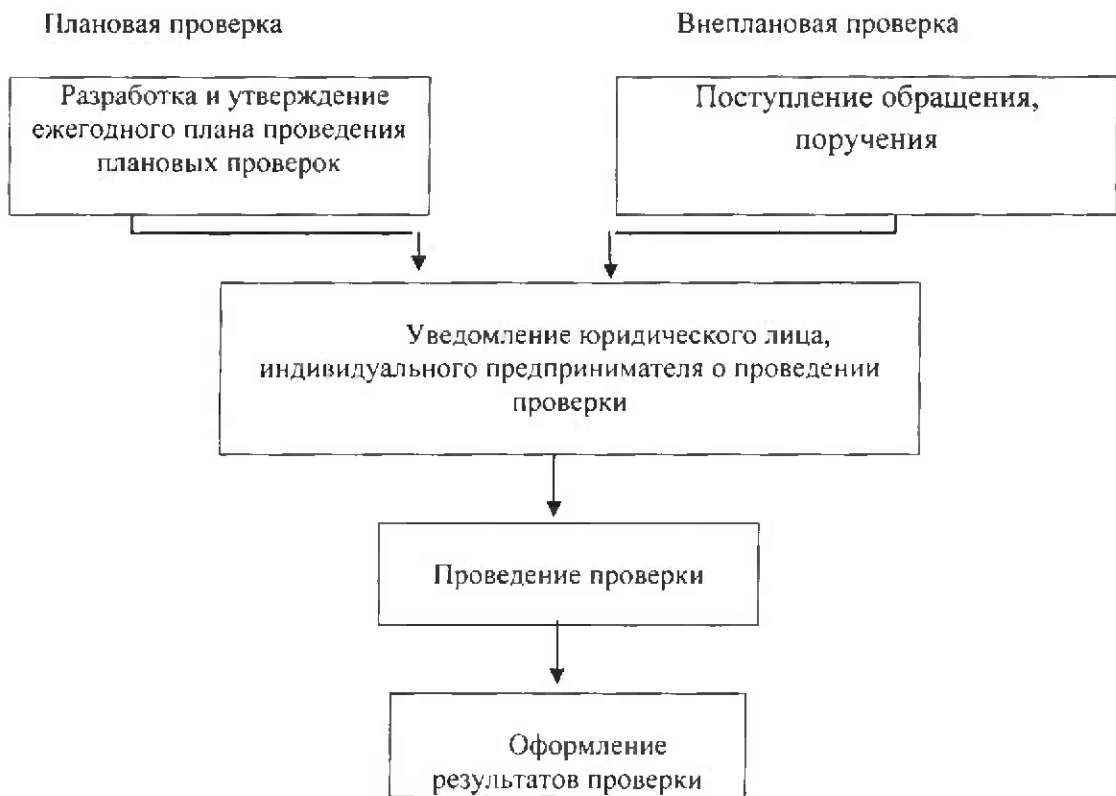 Плановая проверка
Внеплановая проверка
Разработка и утверждение
ежегодного плана проведения
плановых проверок
Поступление обращения,
поручения
Уведомление юридического лица,
индивидуального предпринимателя о проведении
проверки
Проведение проверки
Оформление
результатов проверки